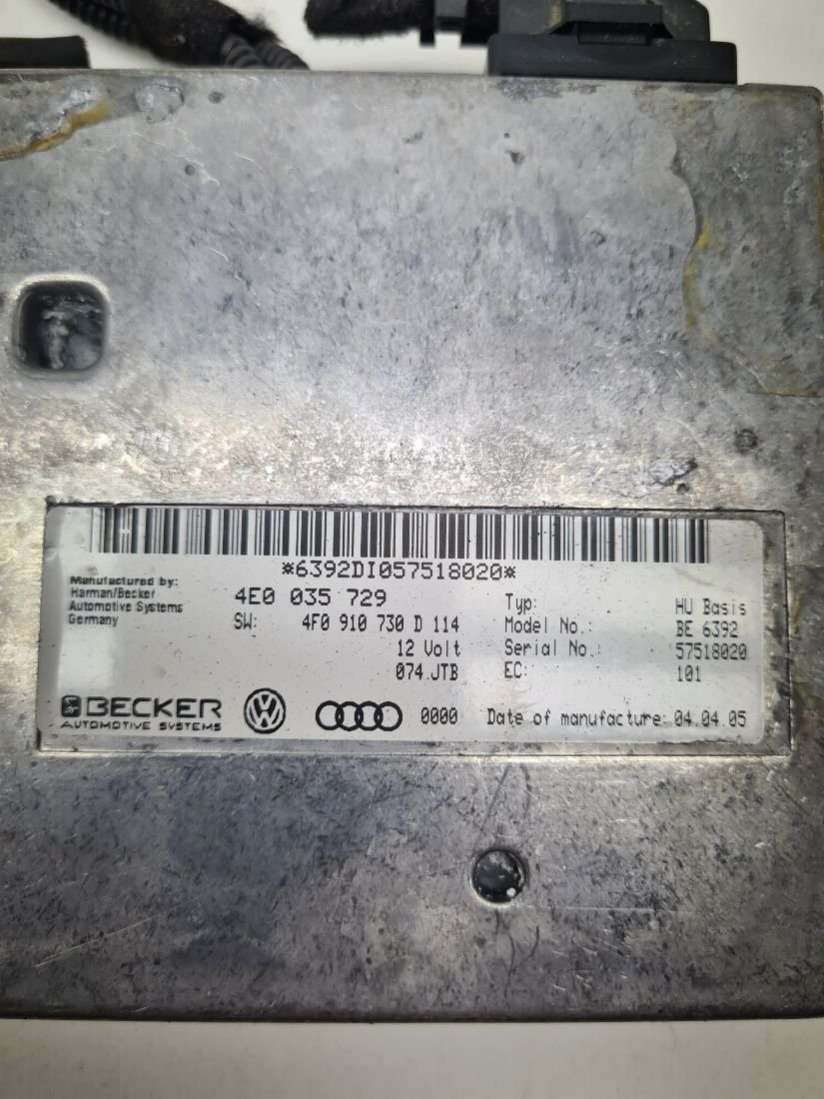 *6392DI057518020*
Manufactured by:
Harman/Becker
Automotive Systems
Germany
4E0 035 729
SW: 4F0 910 730 D 114
12 Volt
074.JTB
Typ: HU Basis
Model No.: BE 6392
Serial No.: 57518020
EC: 101
BECKER
AUTOMOTIVE SYSTEMS
0000 Date of manufacture: 04.04.05